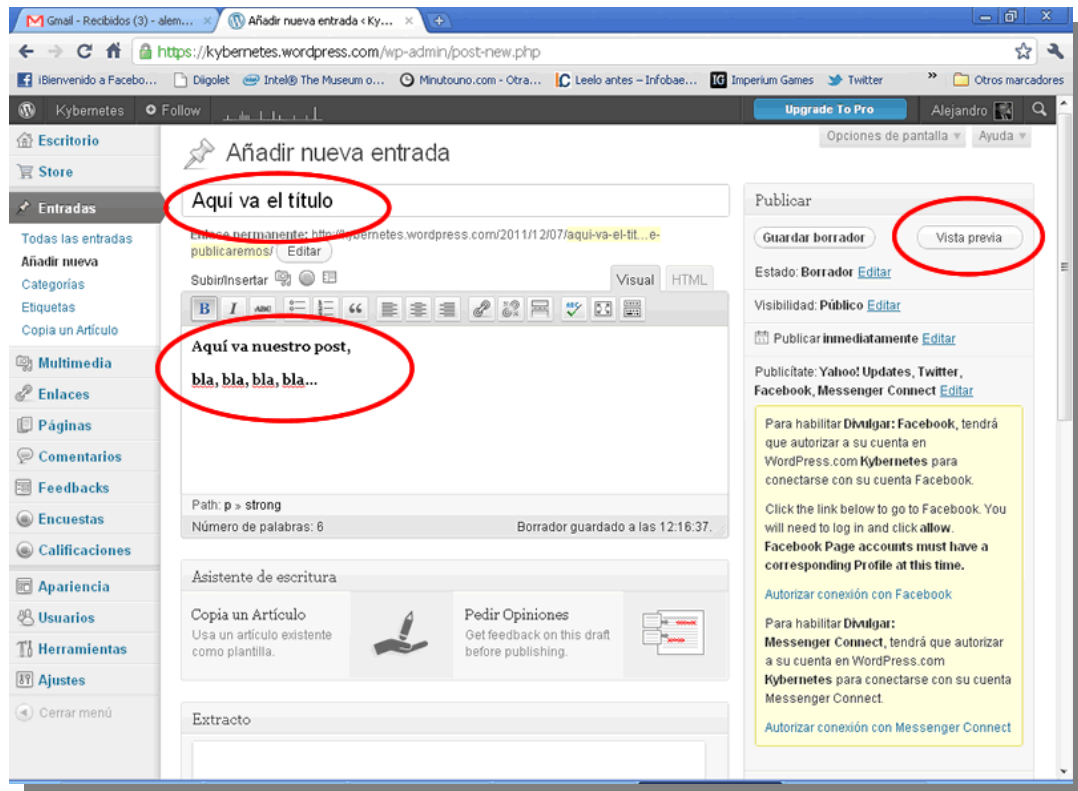 Gmail - Recibidos (3) - alem...
Añadir nueva entrada ‹ Ky...
https://kybernetes.wordpress.com/wp-admin/post-new.php
iBienvenido a Facebo...
Diigolet
Intel® The Museum o...
Minutouno.com - Otra...
Leelo antes – Infobae...
IG Imperium Games
Twitter
»
Otros marcadores
Kybernetes
Follow
Upgrade To Pro
Alejandro
Opciones de pantalla
Ayuda
Escritorio
Store
Entradas
Todas las entradas
Añadir nueva
Categorías
Etiquetas
Copia un Artículo
Multimedia
Enlaces
Páginas
Comentarios
Feedbacks
Encuestas
Calificaciones
Apariencia
Usuarios
Herramientas
Ajustes
Cerrar menú
Añadir nueva entrada
Aquí va el título
Enlace permanente: http://kybernetes.wordpress.com/2011/12/07/aqui-va-el-tit...e-
publicaremos/ Editar
Subir/Insertar
Visual HTML
B I ABC
Aquí va nuestro post,
bla, bla, bla, bla...
Path: p » strong
Número de palabras: 6 Borrador guardado a las 12:16:37.
Asistente de escritura
Copia un Artículo
Usa un artículo existente
como plantilla.
Pedir Opiniones
Get feedback on this draft
before publishing.
Extracto
Publicar
Guardar borrador Vista previa
Estado: Borrador Editar
Visibilidad: Público Editar
Publicar inmediatamente Editar
Publicítate: Yahoo! Updates, Twitter,
Facebook, Messenger Connect Editar
Para habilitar Divulgar: Facebook, tendrá
que autorizar a su cuenta en
WordPress.com Kybernetes para
conectarse con su cuenta Facebook.
Click the link below to go to Facebook. You
will need to log in and click allow.
Facebook Page accounts must have a
corresponding Profile at this time.
Autorizar conexión con Facebook
Para habilitar Divulgar:
Messenger Connect, tendrá que autorizar
a su cuenta en WordPress.com
Kybernetes para conectarse con su cuenta
Messenger Connect.
Autorizar conexión con Messenger Connect